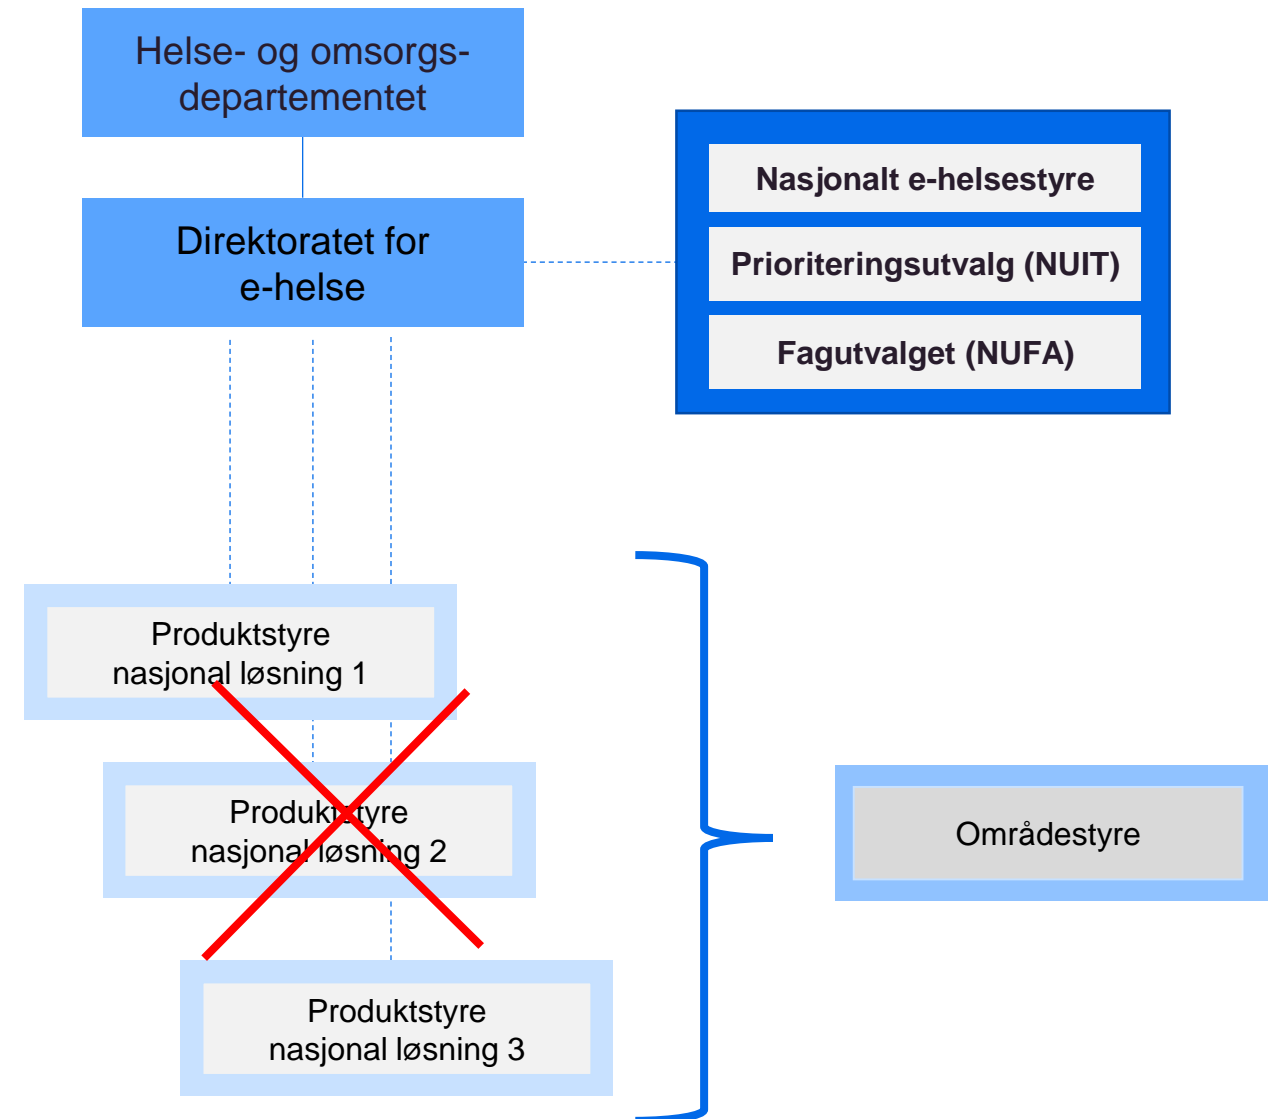 Helse- og omsorgs-
departementet
Direktoratet for
e-helse
Nasjonalt e-helsestyre
Prioriteringsutvalg (NUIT)
Fagutvalget (NUFA)
Produktstyre
nasjonal løsning 1
Produktstyre
nasjonal løsning 2
Produktstyre
nasjonal løsning 3
Områdestyre